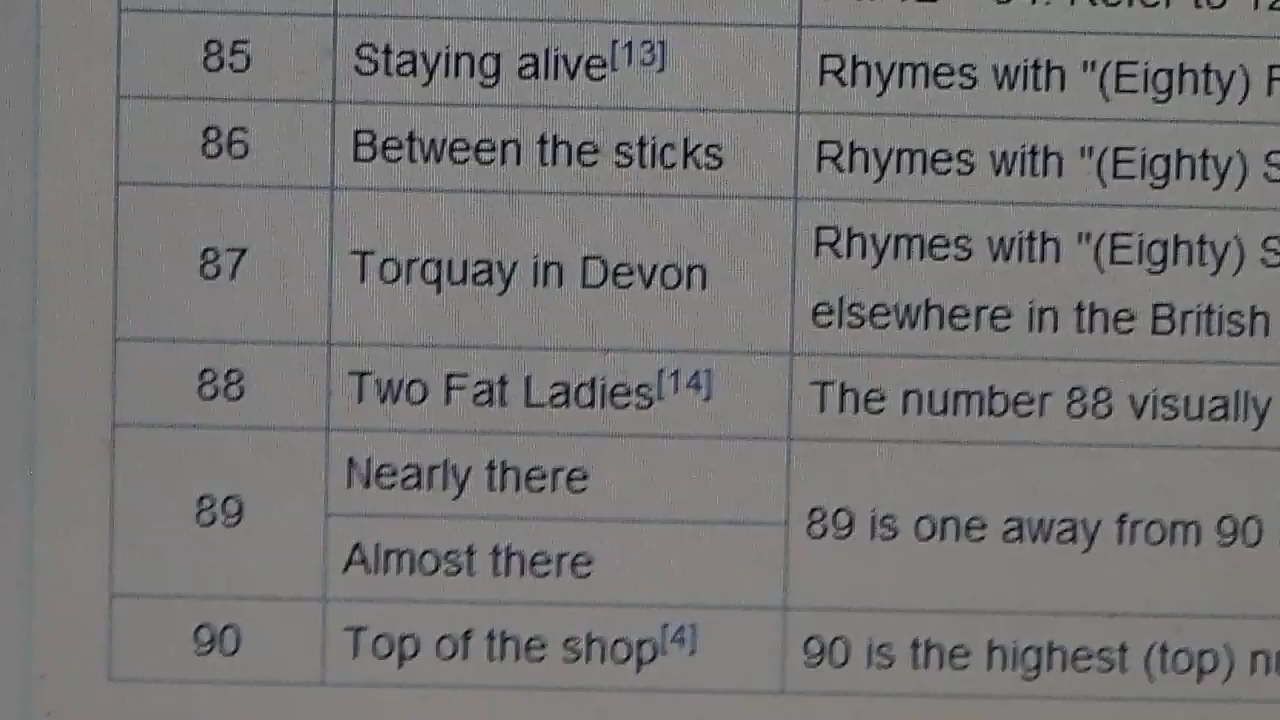 85 Staying alive[13] Rhymes with "(Eighty)
86 Between the sticks Rhymes with "(Eighty)
87 Torquay in Devon Rhymes with "(Eighty)
elsewhere in the British
88 Two Fat Ladies[14] The number 88 visually
89 Nearly there 89 is one away from 90
Almost there
90 Top of the shop[4] 90 is the highest (top)